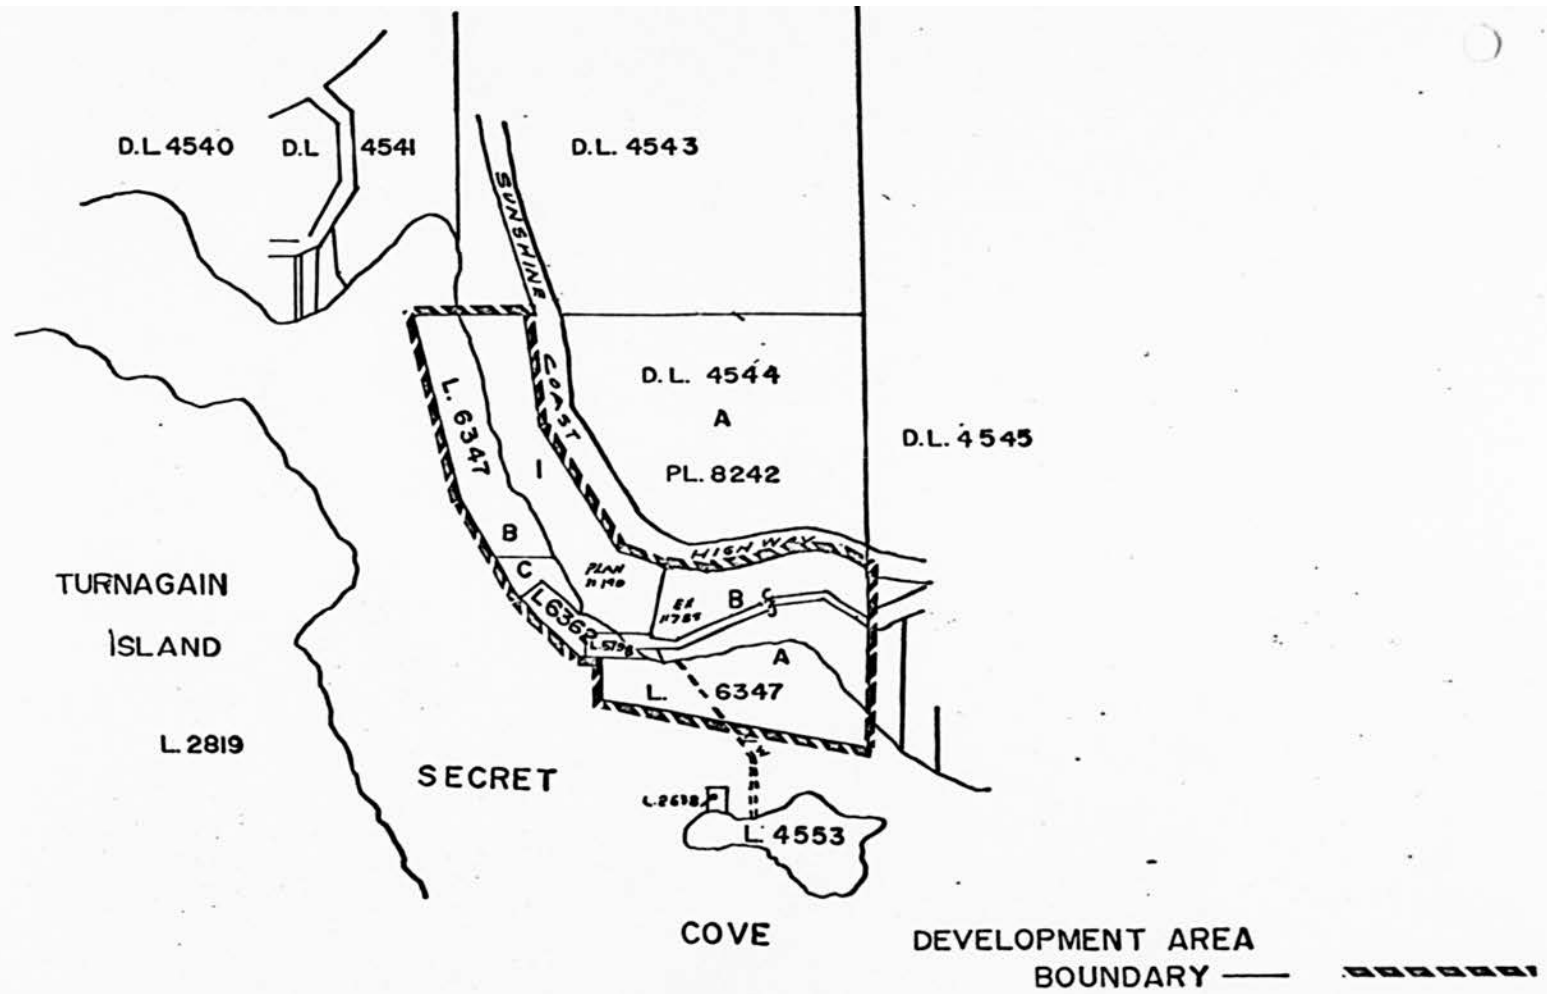 D.L 4540
D.L
4541
D.L. 4543
SUNSHINE
COAST
HIGHWAY
D.L. 4544
A
PL. 8242
D.L. 4545
L. 6347
1
B
C
PLAN
L 6362
B
A
L. 6347
TURNAGAIN
ISLAND
L. 2819
SECRET
L. 4553
COVE
DEVELOPMENT AREA
BOUNDARY